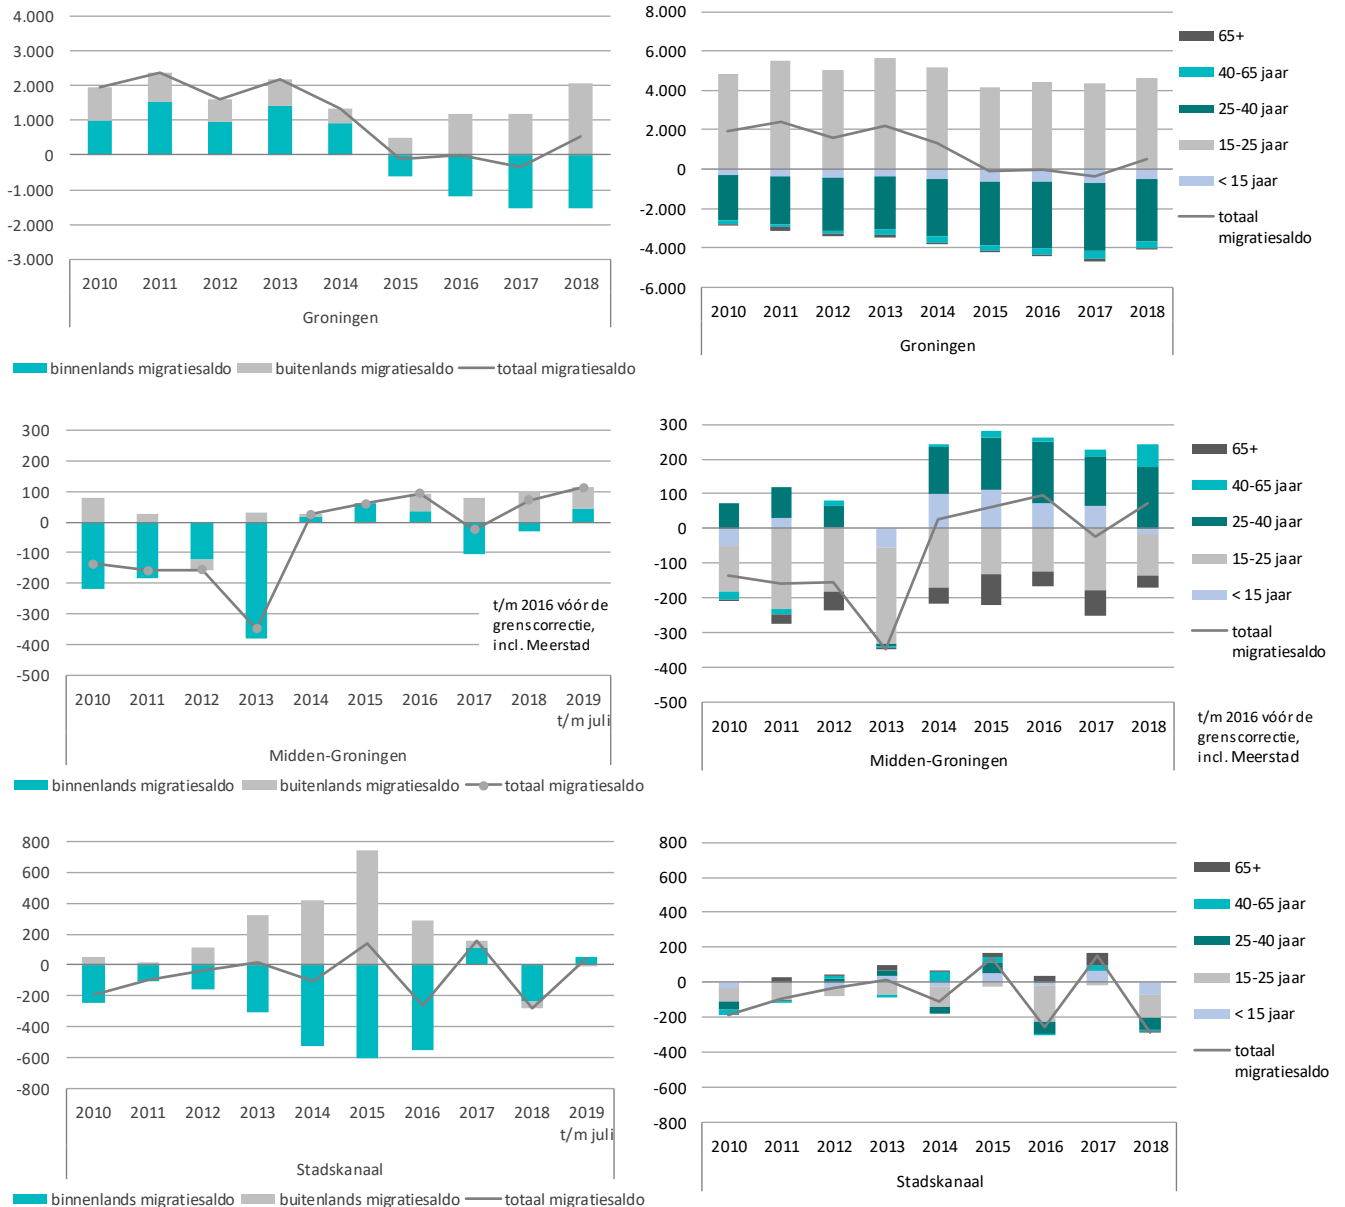 4.000
3.000
2.000
1.000
0
-1.000
-2.000
-3.000
2010 2011 2012 2013 2014 2015 2016 2017 2018
Groningen
binnenlands migratiesaldo buitenlands migratiesaldo totaal migratiesaldo
8.000
6.000
4.000
2.000
0
-2.000
-4.000
-6.000
2010 2011 2012 2013 2014 2015 2016 2017 2018
Groningen
65+
40-65 jaar
25-40 jaar
15-25 jaar
< 15 jaar
totaal
migratiesaldo
300
200
100
0
-100
-200
-300
-400
-500
t/m 2016 vóór de
grenscorrectie,
incl. Meerstad
2010 2011 2012 2013 2014 2015 2016 2017 2018 2019
t/m juli
Midden-Groningen
binnenlands migratiesaldo buitenlands migratiesaldo totaal migratiesaldo
300
200
100
0
-100
-200
-300
-400
-500
2010 2011 2012 2013 2014 2015 2016 2017 2018
Midden-Groningen
65+
40-65 jaar
25-40 jaar
15-25 jaar
< 15 jaar
totaal
migratiesaldo
t/m 2016 vóór de
grenscorrectie,
incl. Meerstad
800
600
400
200
0
-200
-400
-600
-800
2010 2011 2012 2013 2014 2015 2016 2017 2018 2019
t/m juli
Stadskanaal
binnenlands migratiesaldo buitenlands migratiesaldo totaal migratiesaldo
800
600
400
200
0
-200
-400
-600
-800
2010 2011 2012 2013 2014 2015 2016 2017 2018
Stadskanaal
65+
40-65 jaar
25-40 jaar
15-25 jaar
< 15 jaar
totaal
migratiesaldo